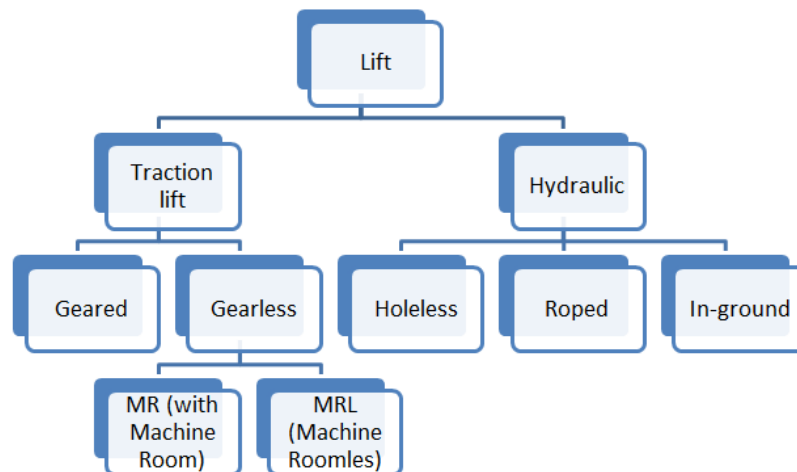 Lift
Traction
lift
Hydraulic
Geared
Gearless
Holeless
Roped
In-ground
MR (with
Machine
Room)
MRL
(Machine
Roomles)